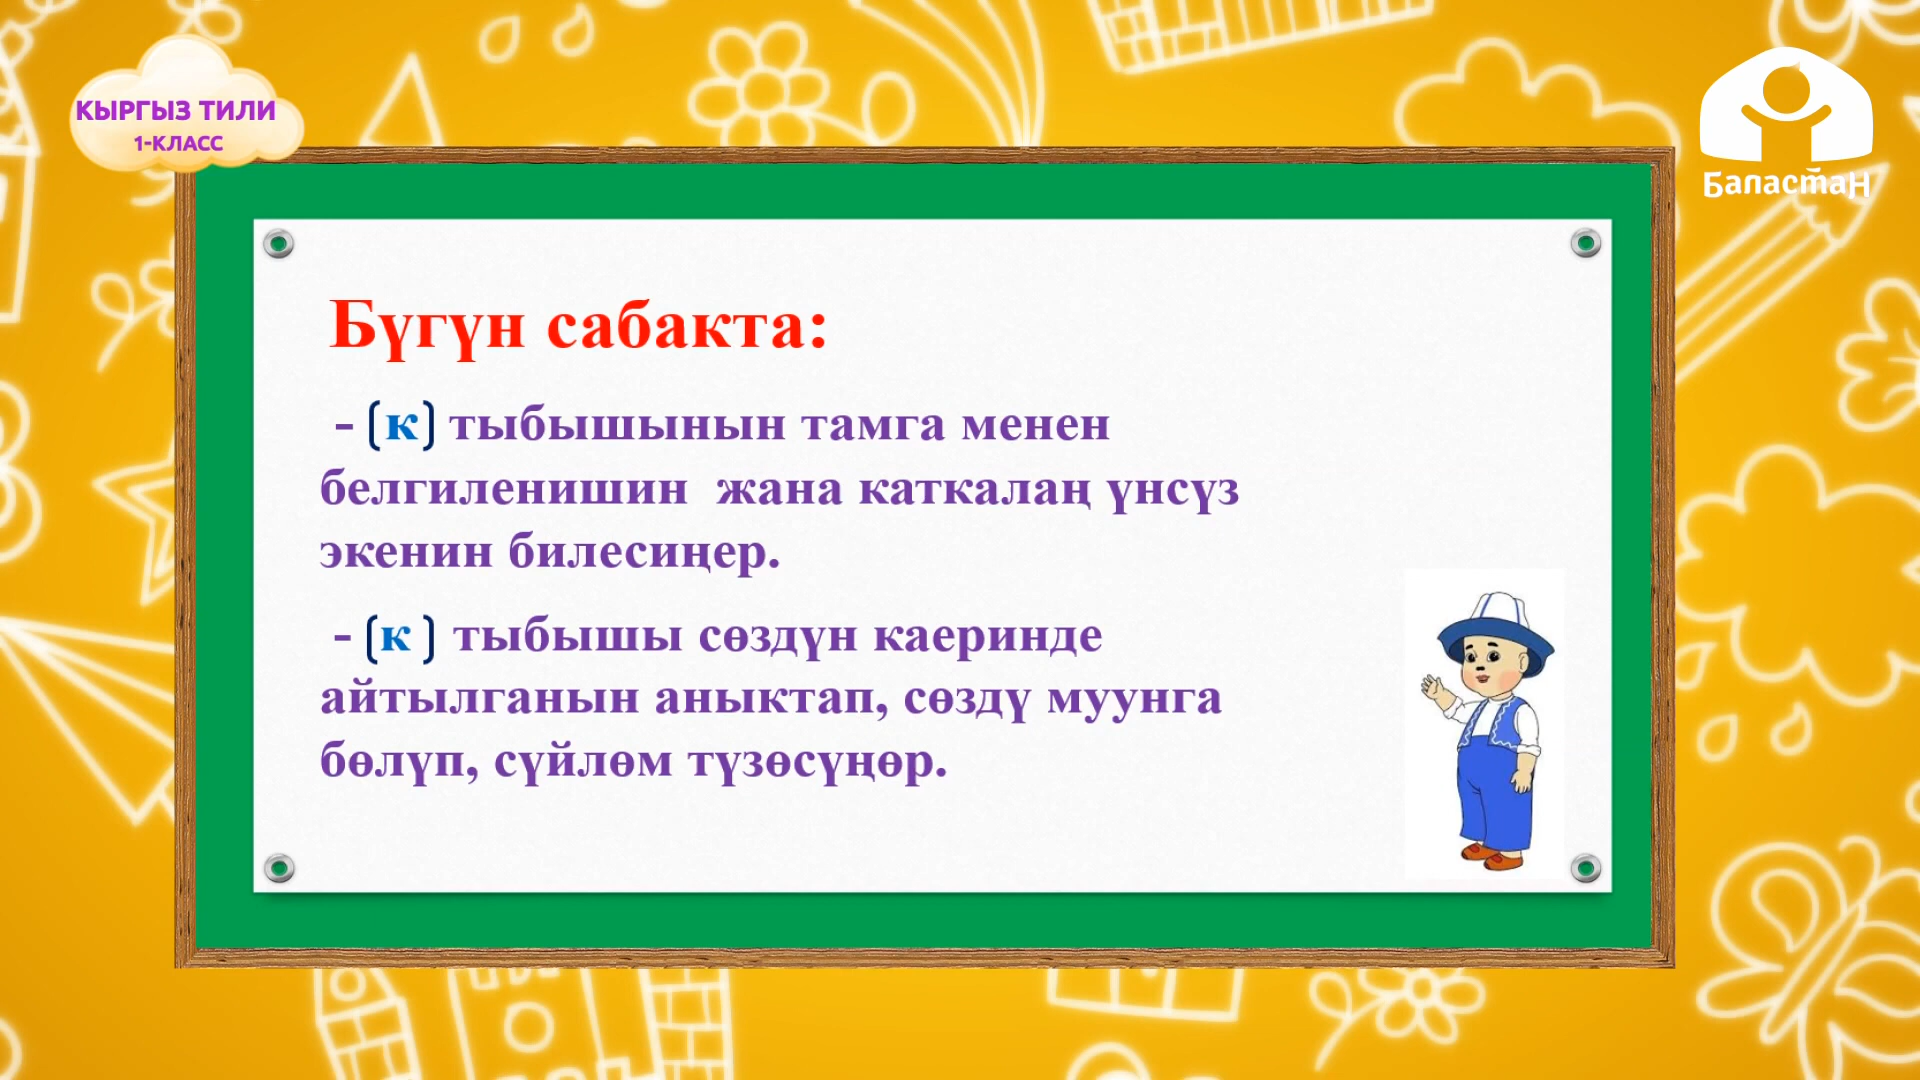 КЫРГЫЗ ТИЛИ
1-КЛАСС
Баластан
Бүгүн сабакта:
- (к) тыбышынын тамга менен
белгиленишин жана каткалаң үнсүз
экенин билесиңер.
- (к) тыбышы сөздүн каеринде
айтылганын аныктап, сөздү муунга
бөлүп, сүйлөм түзөсүңөр.